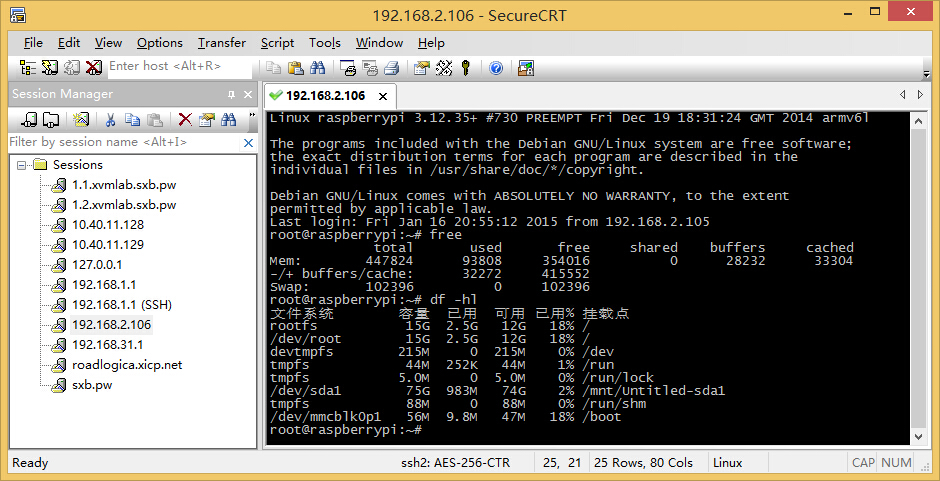 192.168.2.106 - SecureCRT
File Edit View Options Transfer Script Tools Window Help
Enter host <Alt+R>
Session Manager
192.168.2.106
Filter by session name <Alt+I>
Sessions
1.1.xvmlab.sxb.pw
1.2.xvmlab.sxb.pw
10.40.11.128
10.40.11.129
127.0.0.1
192.168.1.1
192.168.1.1 (SSH)
192.168.2.106
192.168.31.1
roadlogica.xicp.net
sxb.pw
Linux raspberrypi 3.12.35+ #730 PREEMPT Fri Dec 19 18:31:24 GMT 2014 armv6l
The programs included with the Debian GNU/Linux system are free software;
the exact distribution terms for each program are described in the
individual files in /usr/share/doc/*/copyright.
Debian GNU/Linux comes with ABSOLUTELY NO WARRANTY, to the extent
permitted by applicable law.
Last login: Fri Jan 16 20:55:12 2015 from 192.168.2.105
root@raspberrypi:~# free
total used free shared buffers cached
Mem: 447824 93808 354016 0 28232 33304
-/+ buffers/cache: 32272 415552
Swap: 102396 0 102396
root@raspberrypi:~# df -hl
文件系统 容量 已用 可用 已用% 挂载点
rootfs 15G 2.5G 12G 18% /
/dev/root 15G 2.5G 12G 18% /
devtmpfs 215M 0 215M 0% /dev
tmpfs 44M 252K 44M 1% /run
tmpfs 5.0M 0 5.0M 0% /run/lock
/dev/sda1 75G 983M 74G 2% /mnt/Untitled-sda1
tmpfs 88M 0 88M 0% /run/shm
/dev/mmcblk0p1 56M 9.8M 47M 18% /boot
root@raspberrypi:~#
Ready ssh2: AES-256-CTR 25, 21 25 Rows, 80 Cols Linux CAP NUM